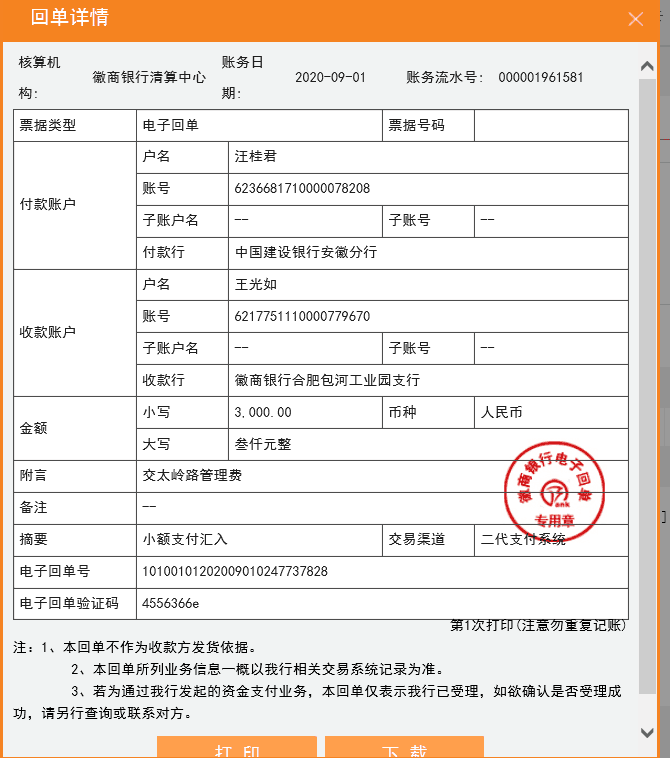 回单详情
核算机构: 徽商银行清算中心 账务日期: 2020-09-01 账务流水号: 000001961581
票据类型 电子回单 票据号码
付款账户
户名 汪桂君
账号 6236681710000078208
子账户名 -- 子账号 --
付款行 中国建设银行安徽分行
收款账户
户名 王光如
账号 6217751110000779670
子账户名 -- 子账号 --
收款行 徽商银行合肥包河工业园支行
金额
小写 3,000.00 币种 人民币
大写 叁仟元整
附言 交太岭路管理费
备注 --
摘要 小额支付汇入 交易渠道 二代支付系统
徽商银行电子回单
专用章
电子回单号 10100101202009010247737828
电子回单验证码 4556366e
第1次打印(注意勿重复记账)
注：1、本回单不作为收款方发货依据。
2、本回单所列业务信息一概以我行相关交易系统记录为准。
3、若为通过我行发起的资金支付业务，本回单仅表示我行已受理，如欲确认是否受理成
功，请另行查询或联系对方。
打 印 下 载